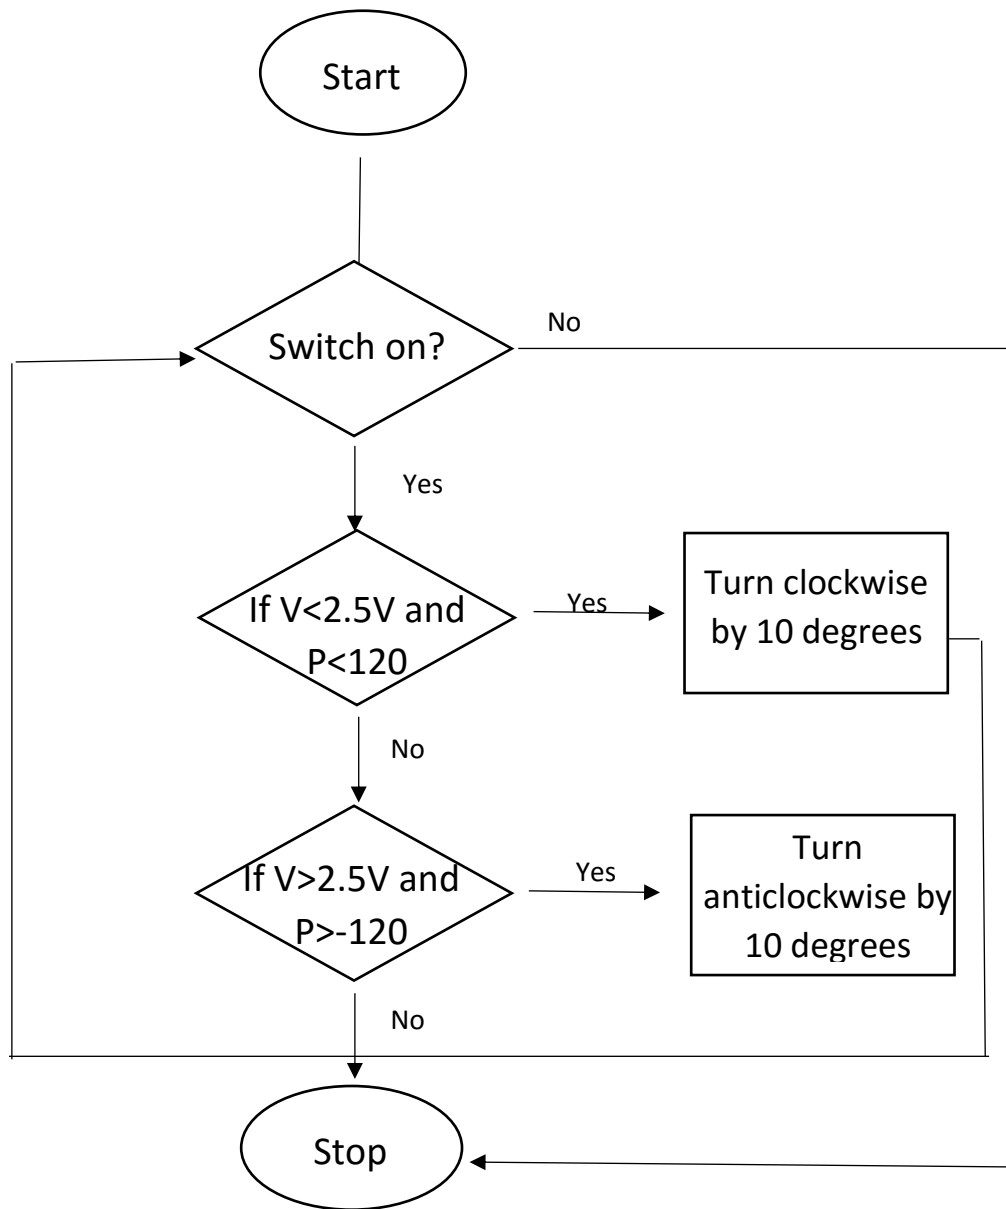 Start
Switch on?
No
Yes
If V<2.5V and
P<120
Yes
Turn clockwise
by 10 degrees
No
If V>2.5V and
P>-120
Yes
Turn
anticlockwise by
10 degrees
No
Stop